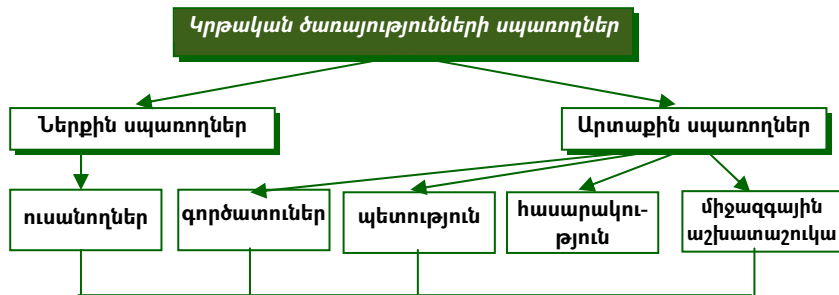 Կրթական ծառայությունների սպառողներ
Ներքին սպառողներ
Արտաքին սպառողներ
ուսանողներ
գործատուներ
պետություն
հասարակու-
թյուն
միջազգային
աշխատաշուկա